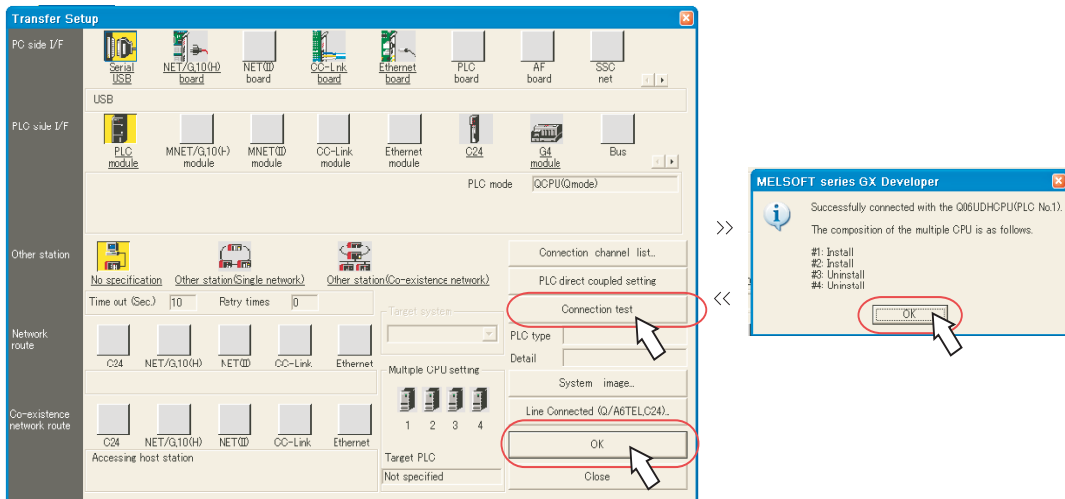 Transfer Setup
PC side I/F
Serial USB
NET/G,10(H) board
NET(II) board
CC-Lnk board
Ethernet board
PLC board
AF board
SSC net
USB
PLC side I/F
PLC module
MNET/G,10(H) module
MNET(II) module
CC-Link module
Ethernet module
C24
G4 module
Bus
PLC mode QCPU(Qmode)
Other station
No specification
Other station(Single network)
Other station(Co-existence network)
Time out (Sec.) 10 Retry times 0
Network route
C24 NET/G,10(H) NET(II) CC-Link Ethernet
Co-existence network route
C24 NET/G,10(H) NET(II) CC-Link Ethernet
Accessing host station
Target system
Multiple CPU setting
1 2 3 4
Target PLC
Not specified
Connection channel list...
PLC direct coupled setting
Connection test
PLC type
Detail
System image...
Line Connected (Q/A6TEL,C24)...
OK
Close
>>
<<
MELSOFT series GX Developer
Successfully connected with the Q06UDHCPU(PLC No.1).
The composition of the multiple CPU is as follows.
#1: Install
#2: Install
#3: Uninstall
#4: Uninstall
OK